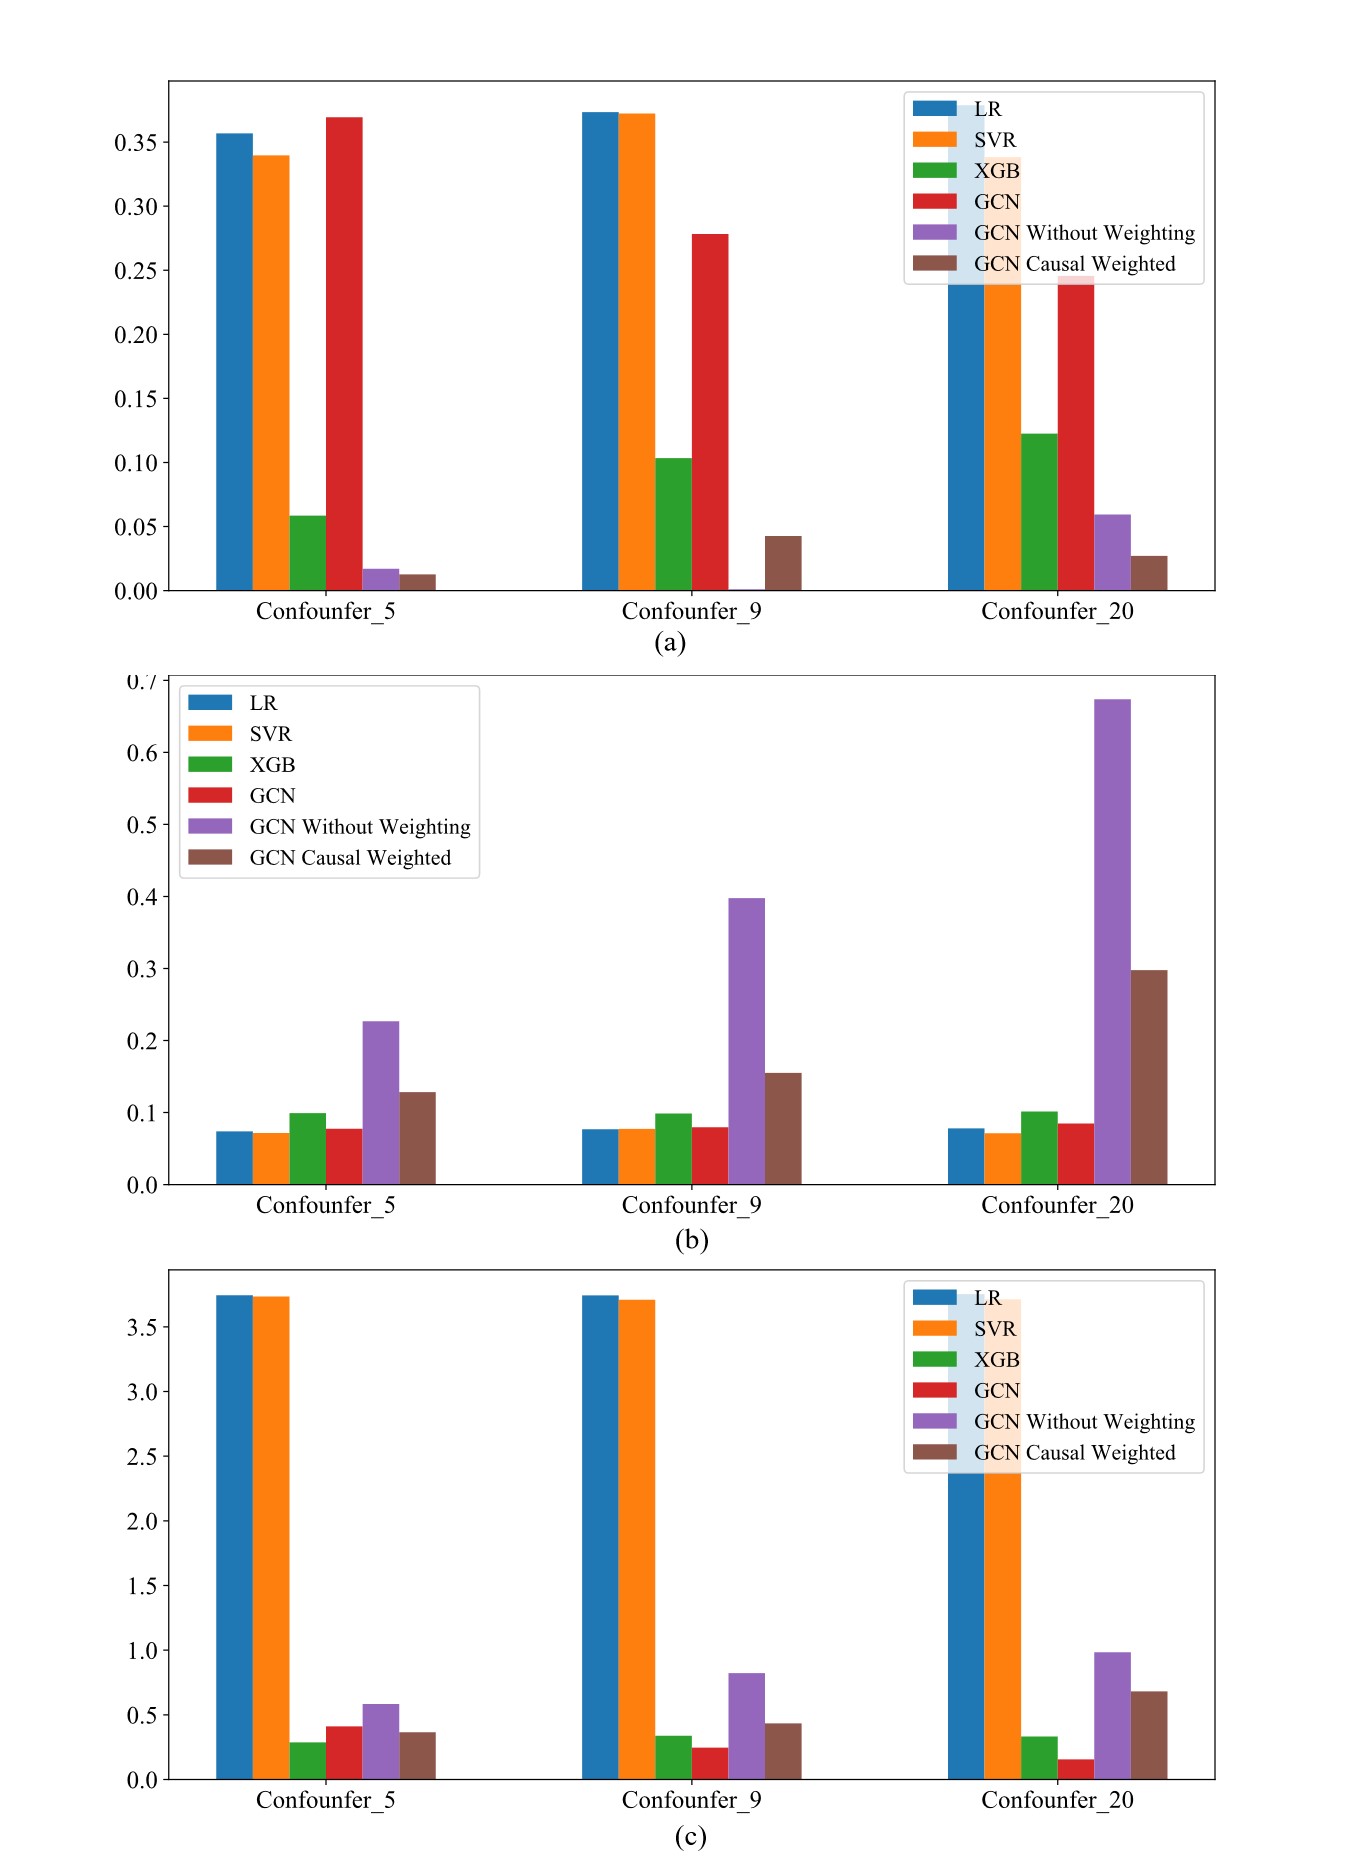 LR
SVR
XGB
GCN
GCN Without Weighting
GCN Causal Weighted
0.35
0.30
0.25
0.20
0.15
0.10
0.05
0.00
Confounfer_5 Confounfer_9 Confounfer_20
(a)
0.7
LR
SVR
XGB
GCN
GCN Without Weighting
GCN Causal Weighted
0.6
0.5
0.4
0.3
0.2
0.1
0.0
Confounfer_5 Confounfer_9 Confounfer_20
(b)
LR
SVR
XGB
GCN
GCN Without Weighting
GCN Causal Weighted
3.5
3.0
2.5
2.0
1.5
1.0
0.5
0.0
Confounfer_5 Confounfer_9 Confounfer_20
(c)